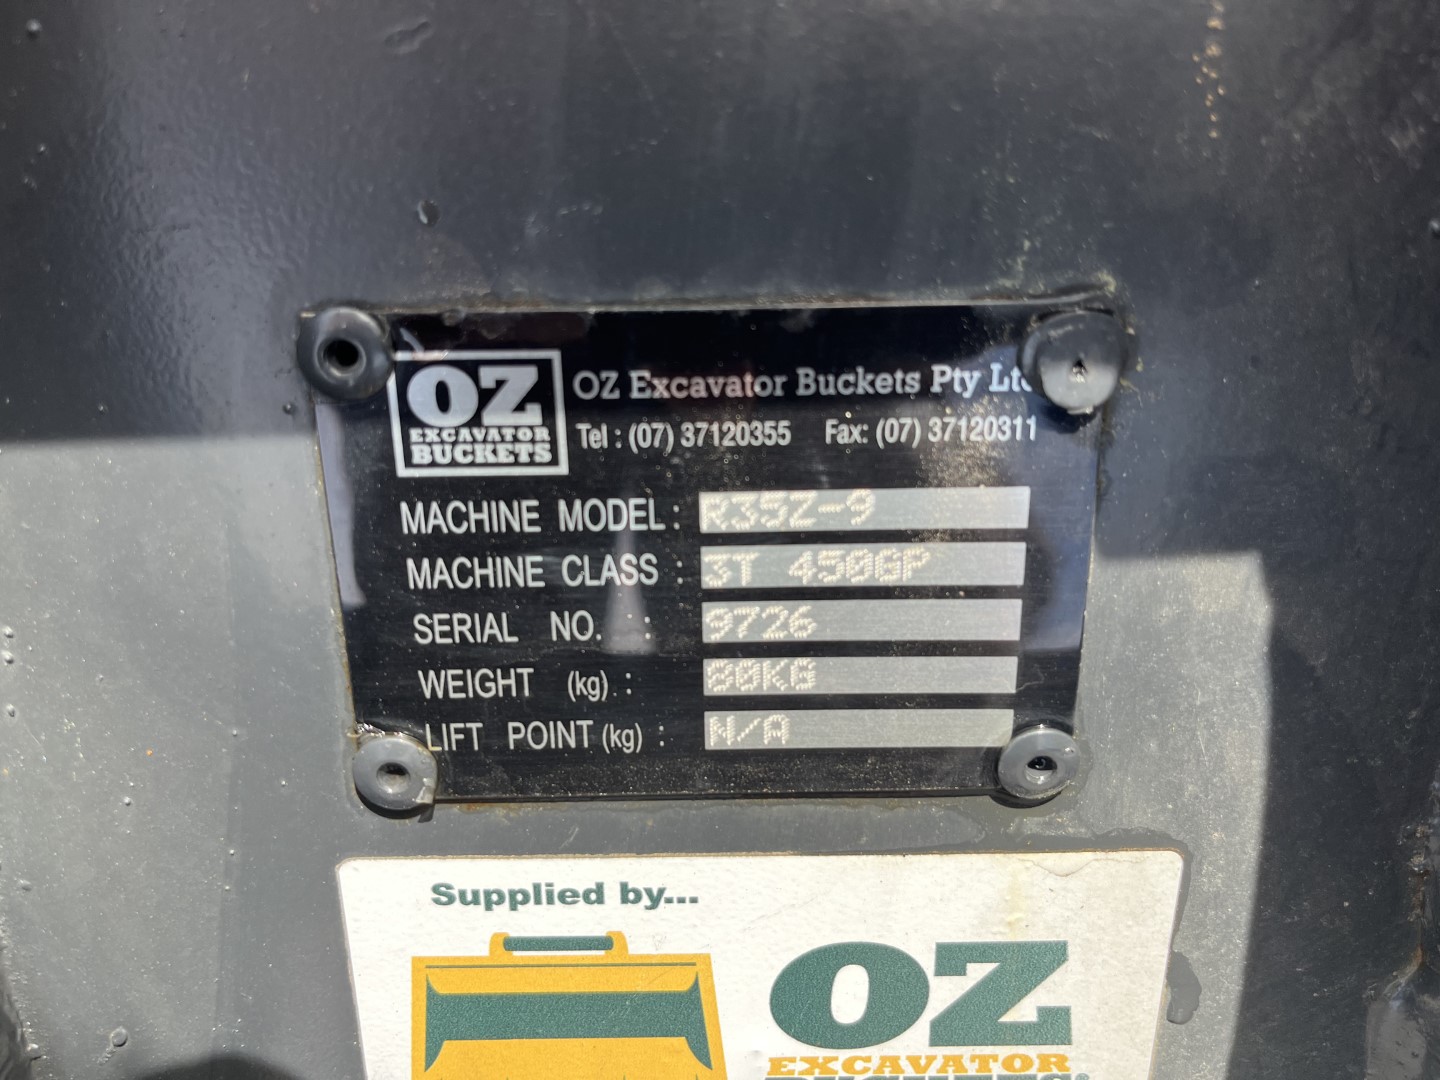 OZ
EXCAVATOR
BUCKETS
OZ Excavator Buckets Pty
Tel : (07) 37120355 Fax: (07) 37120311
MACHINE MODEL : R35Z-9
MACHINE CLASS : 3T 450GP
SERIAL NO. : 9726
WEIGHT (kg) : 80KG
LIFT POINT (kg) : N/A
Supplied by...
OZ
EXCAVATOR